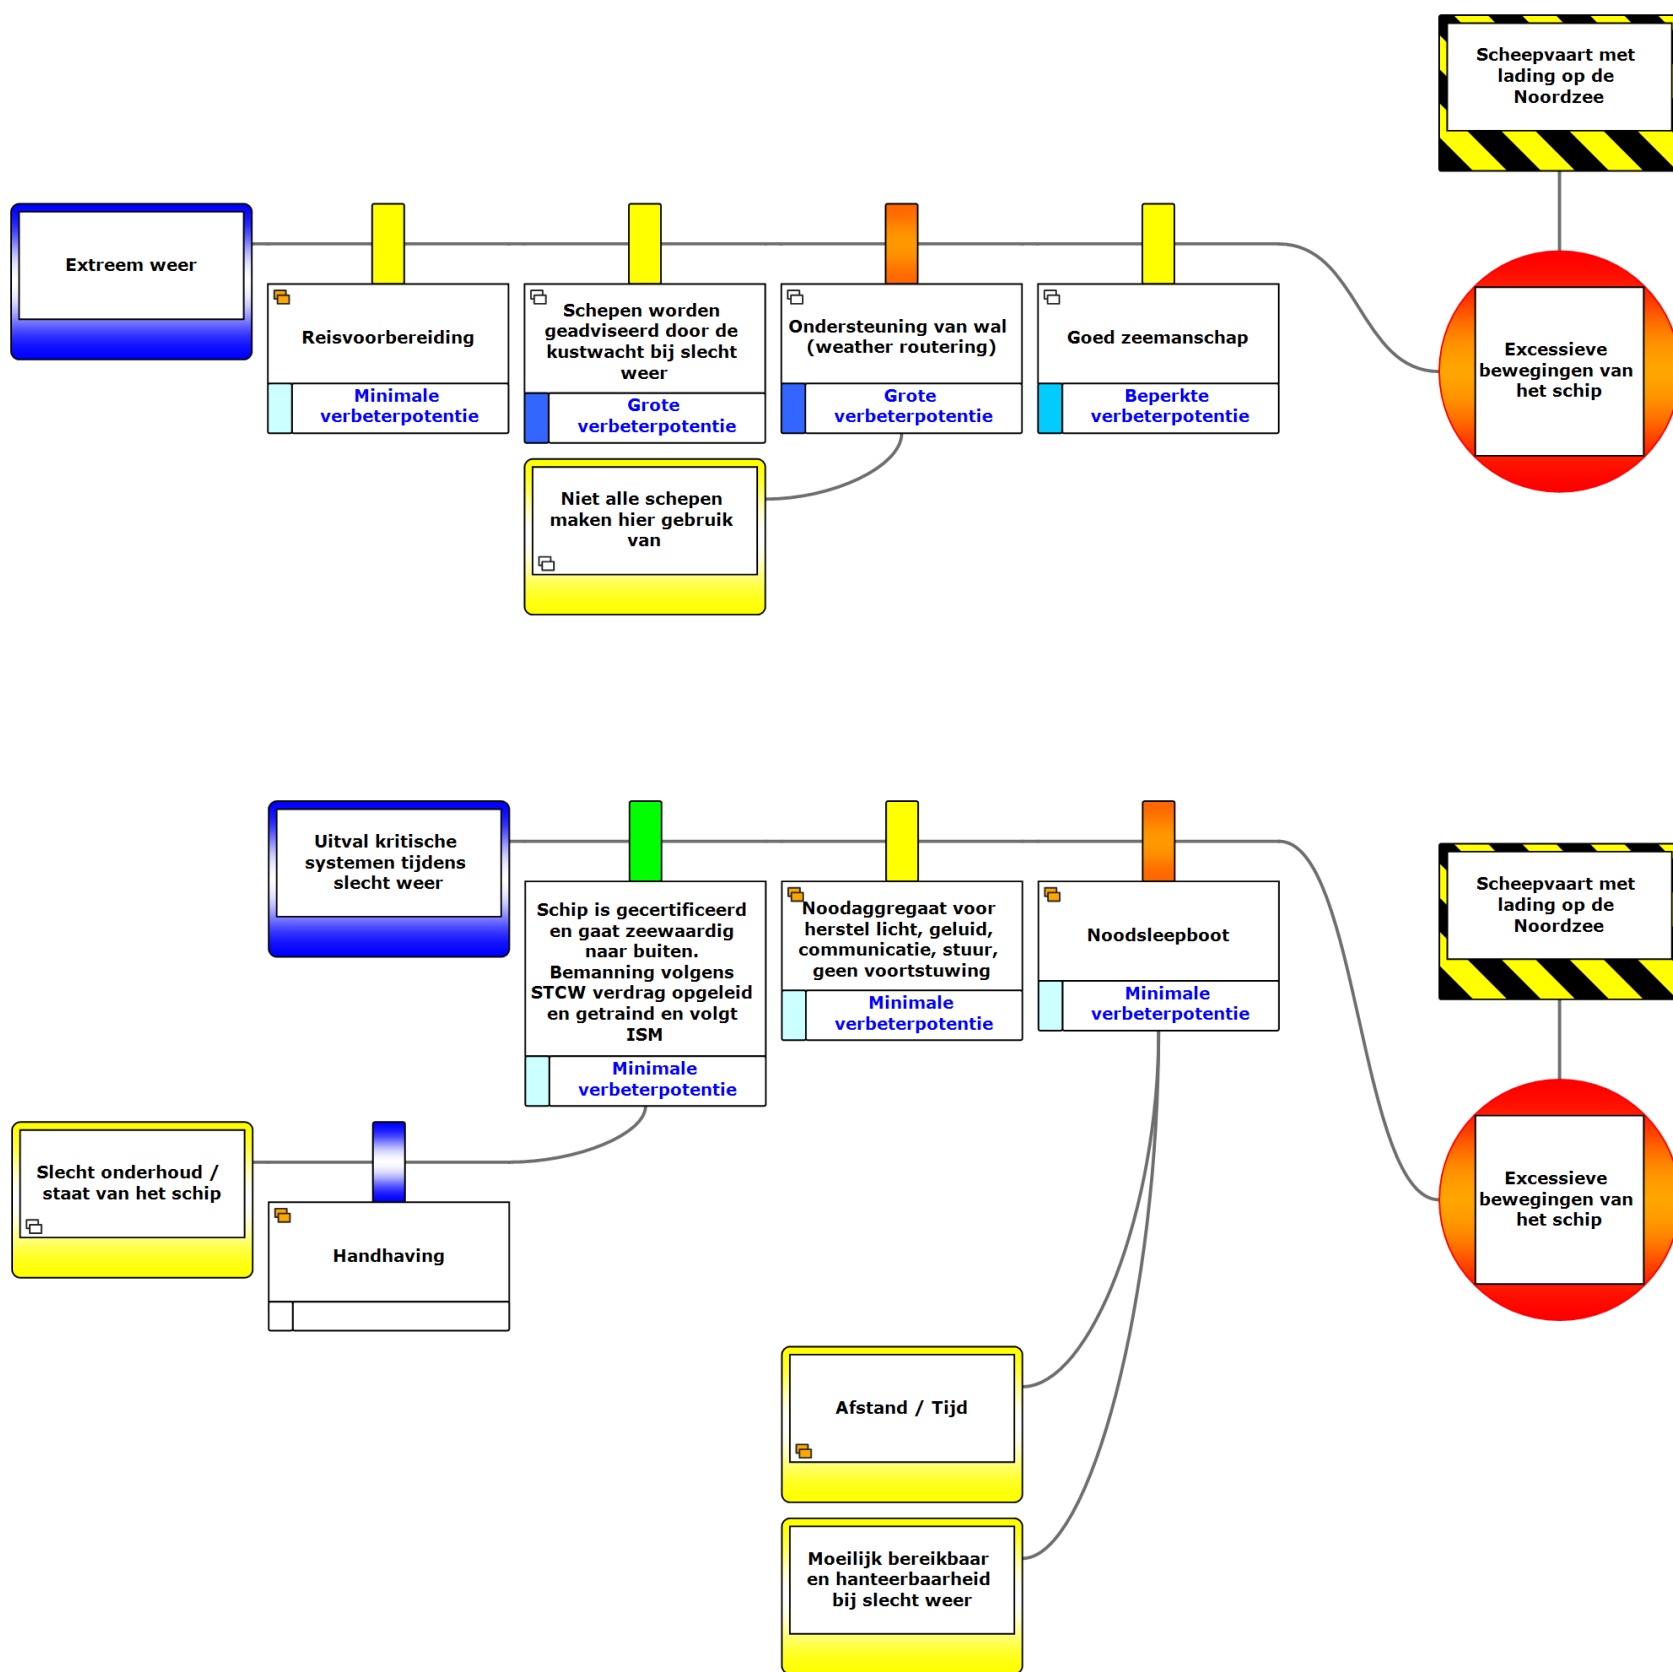 Scheepvaart met
lading op de
Noordzee
Extreem weer
Reisvoorbereiding
Minimale
verbeterpotentie
Schepen worden
geadviseerd door de
kustwacht bij slecht
weer
Grote
verbeterpotentie
Ondersteuning van wal
(weather routering)
Grote
verbeterpotentie
Goed zeemanschap
Beperkte
verbeterpotentie
Excessieve
bewegingen van
het schip
Niet alle schepen
maken hier gebruik
van
Uitval kritische
systemen tijdens
slecht weer
Schip is gecertificeerd
en gaat zeewaardig
naar buiten.
Bemanning volgens
STCW verdrag opgeleid
en getraind en volgt
ISM
Minimale
verbeterpotentie
Noodaggregaat voor
herstel licht, geluid,
communicatie, stuur,
geen voortstuwing
Minimale
verbeterpotentie
Noodsleepboot
Minimale
verbeterpotentie
Scheepvaart met
lading op de
Noordzee
Excessieve
bewegingen van
het schip
Slecht onderhoud /
staat van het schip
Handhaving
Afstand / Tijd
Moeilijk bereikbaar
en hanteerbaarheid
bij slecht weer